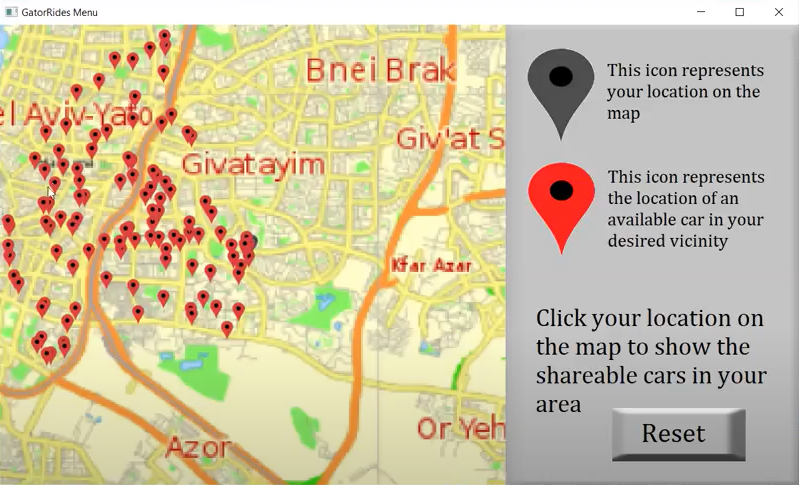 GatorRides Menu
Bnei Brak
el Aviv-Yafo
Giv'at S
Givatayim
Kfar Azar
Or Yeh
Azor
This icon represents
your location on the
map
This icon represents
the location of an
available car in your
desired vicinity
Click your location on
the map to show the
shareable cars in your
area
Reset